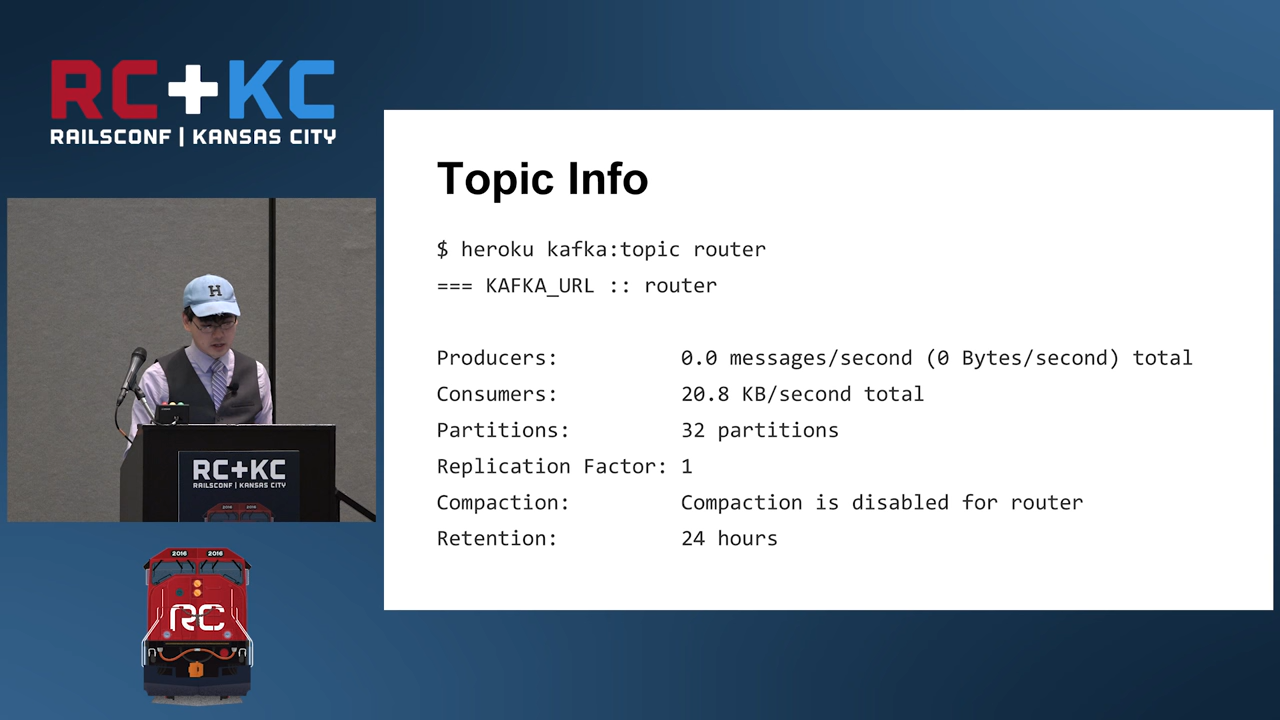 RC+KC
RAILSCONF | KANSAS CITY
Topic Info
$ heroku kafka:topic router
=== KAFKA_URL :: router
Producers: 0.0 messages/second (0 Bytes/second) total
Consumers: 20.8 KB/second total
Partitions: 32 partitions
Replication Factor: 1
Compaction: Compaction is disabled for router
Retention: 24 hours
H
RC+KC
RAILSCONF | KANSAS CITY
2016 2016
RC